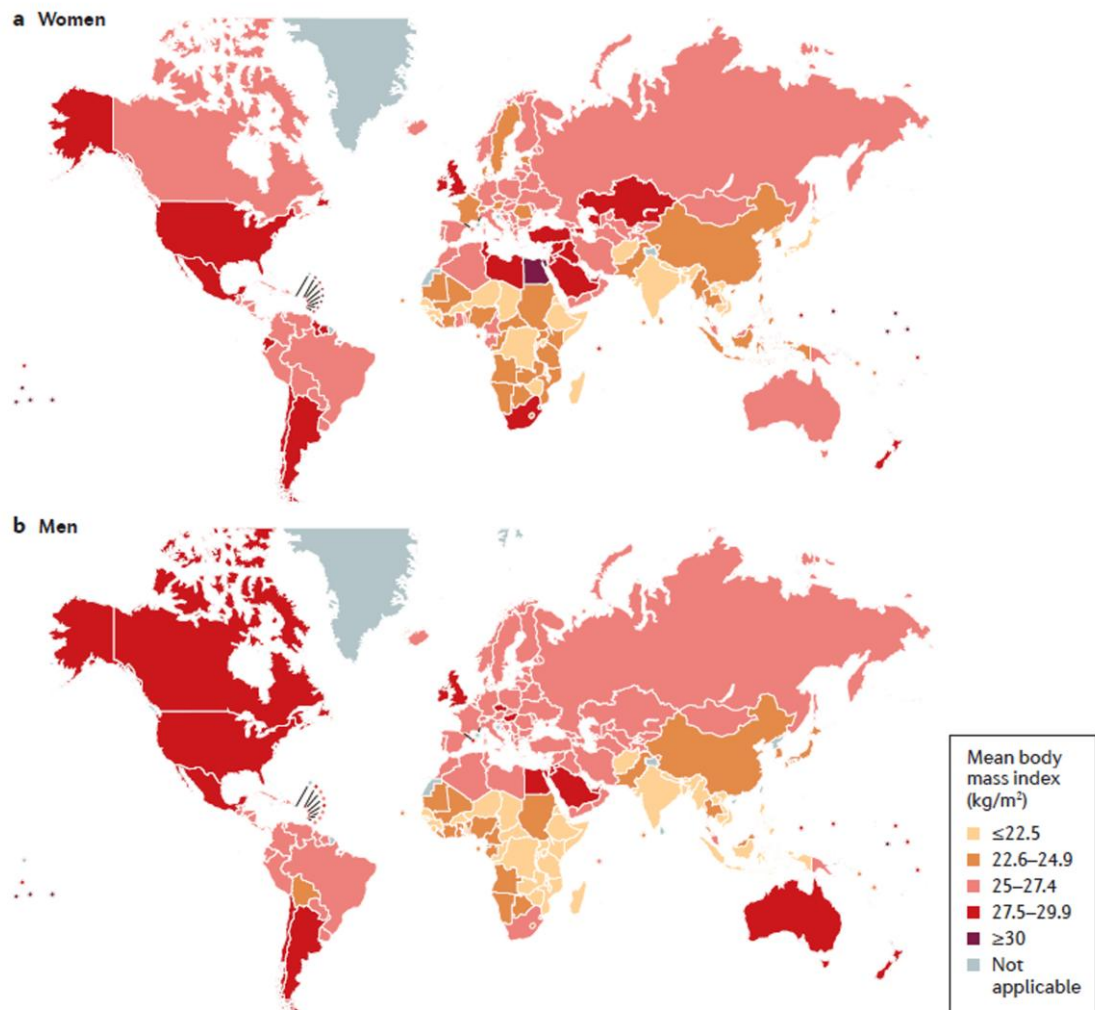 a Women
b Men
Mean body
mass index
(kg/m²)
≤22.5
22.6–24.9
25–27.4
27.5–29.9
≥30
Not
applicable